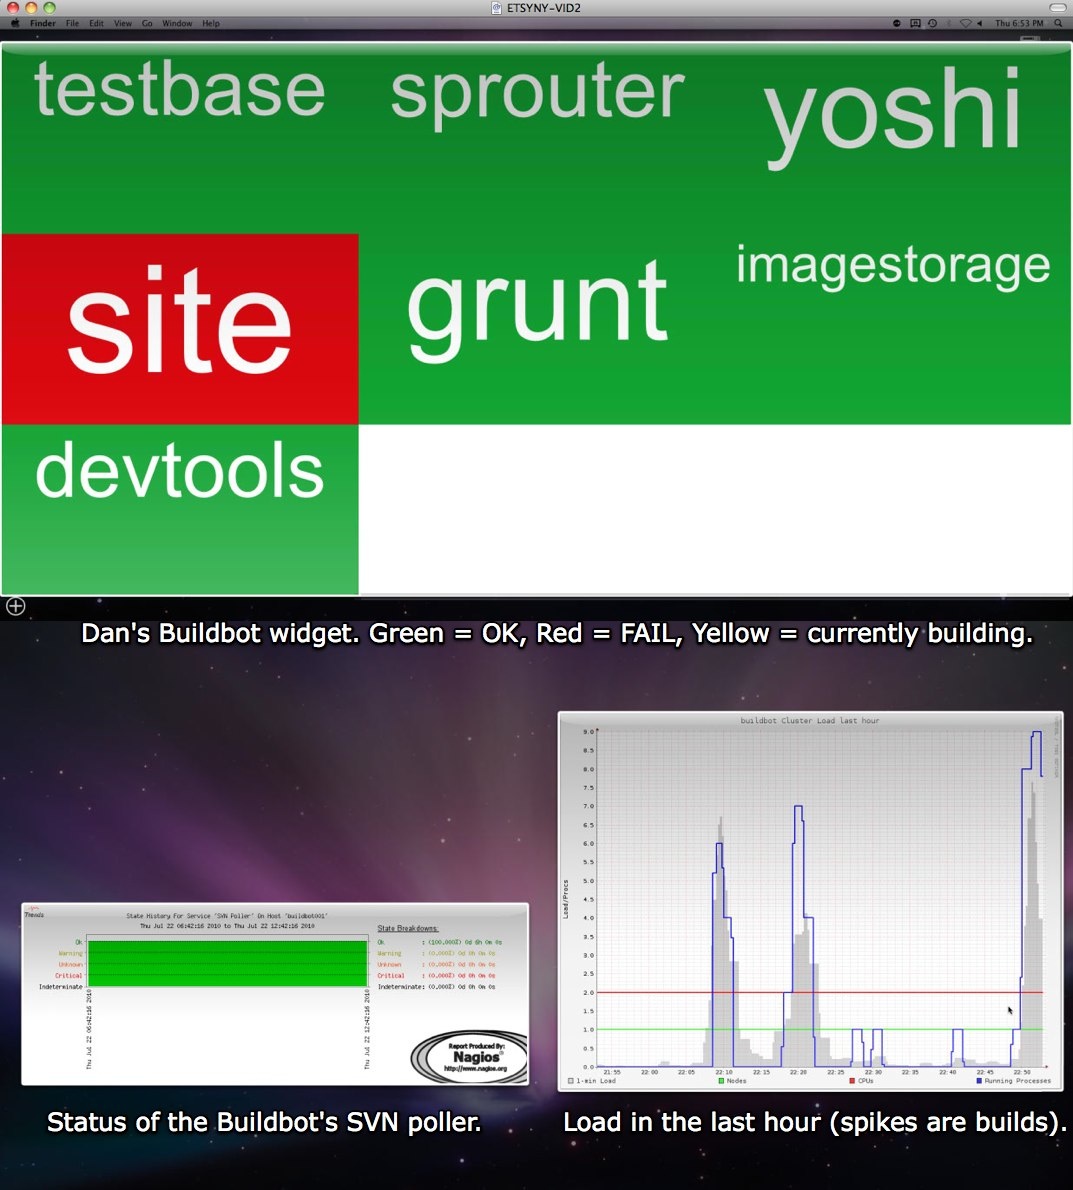 ETSYNY-VID2
Finder File Edit View Go Window Help
Thu 6:53 PM
testbase sprouter yoshi
site grunt imagestorage
devtools
Dan's Buildbot widget. Green = OK, Red = FAIL, Yellow = currently building.
buildbot Cluster Load last hour
Load/Procs
9.0
8.5
8.0
7.5
7.0
6.5
6.0
5.5
5.0
4.5
4.0
3.5
3.0
2.5
2.0
1.5
1.0
0.5
0.0
21:55 22:00 22:05 22:10 22:15 22:20 22:25 22:30 22:35 22:40 22:45 22:50
1-min Load Nodes CPUs Running Processes
Trends
State History For Service 'SVN Poller' On Host 'buildbot001'
Thu Jul 22 06:42:16 2010 to Thu Jul 22 12:42:16 2010
State Breakdowns:
Ok Ok : (100.000%) 0d 6h 0m 0s
Warning Warning : (0.000%) 0d 0h 0m 0s
Unknown Unknown : (0.000%) 0d 0h 0m 0s
Critical Critical : (0.000%) 0d 0h 0m 0s
Indeterminate Indeterminate: (0.000%) 0d 0h 0m 0s
Thu Jul 22 06:42:16 2010
Thu Jul 22 12:42:16 2010
Report Produced By:
Nagios®
http://www.nagios.org
Status of the Buildbot's SVN poller.
Load in the last hour (spikes are builds).